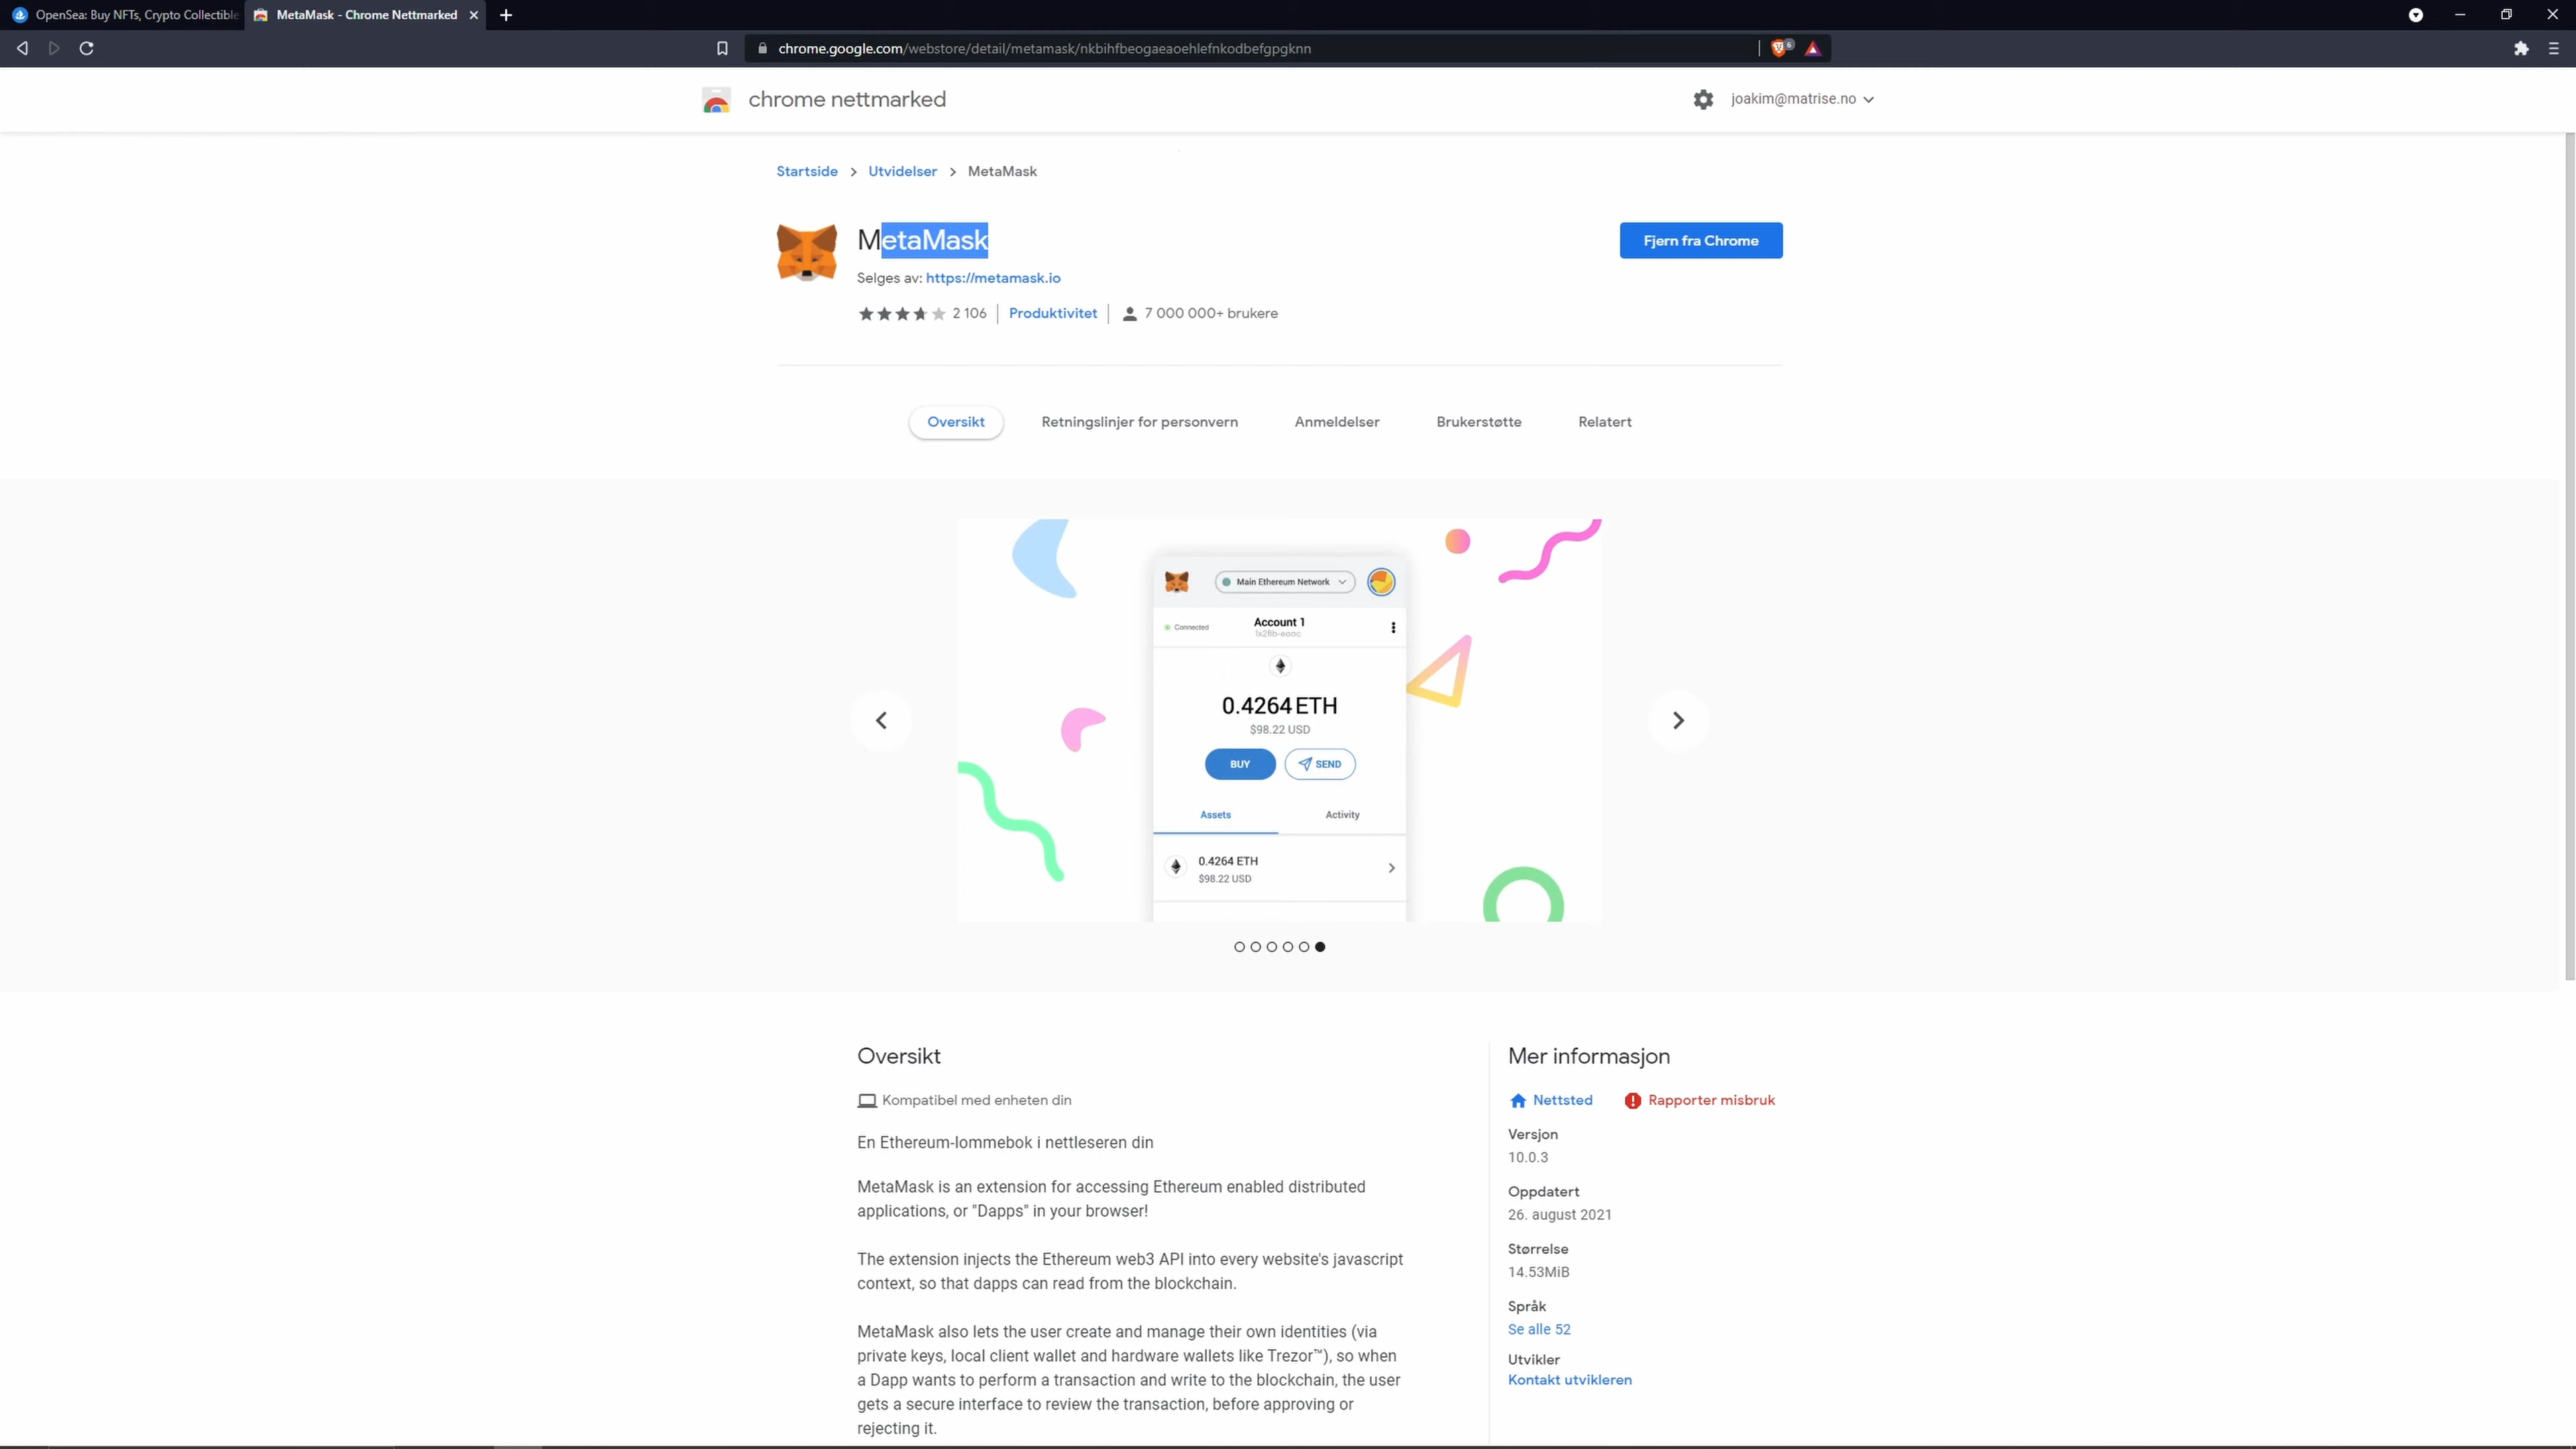 OpenSea: Buy NFTs, Crypto Collectible
MetaMask - Chrome Nettmarked
chrome.google.com/webstore/detail/metamask/nkbihfbeogaeaoehlefnkodbefgpgknn
6
chrome nettmarked
joakim@matrise.no
Startside > Utvidelser > MetaMask
MetaMask
Fjern fra Chrome
Selges av: https://metamask.io
2 106
Produktivitet
7 000 000+ brukere
Oversikt
Retningslinjer for personvern
Anmeldelser
Brukerstøtte
Relatert
Main Ethereum Network
Connected
Account 1
1x28b-eaac
0.4264 ETH
$98.22 USD
BUY
SEND
Assets
Activity
0.4264 ETH
$98.22 USD
Oversikt
Kompatibel med enheten din
En Ethereum-lommebok i nettleseren din
MetaMask is an extension for accessing Ethereum enabled distributed
applications, or "Dapps" in your browser!
The extension injects the Ethereum web3 API into every website's javascript
context, so that dapps can read from the blockchain.
MetaMask also lets the user create and manage their own identities (via
private keys, local client wallet and hardware wallets like Trezor™), so when
a Dapp wants to perform a transaction and write to the blockchain, the user
gets a secure interface to review the transaction, before approving or
rejecting it.
Mer informasjon
Nettsted
Rapporter misbruk
Versjon
10.0.3
Oppdatert
26. august 2021
Størrelse
14.53MiB
Språk
Se alle 52
Utvikler
Kontakt utvikleren